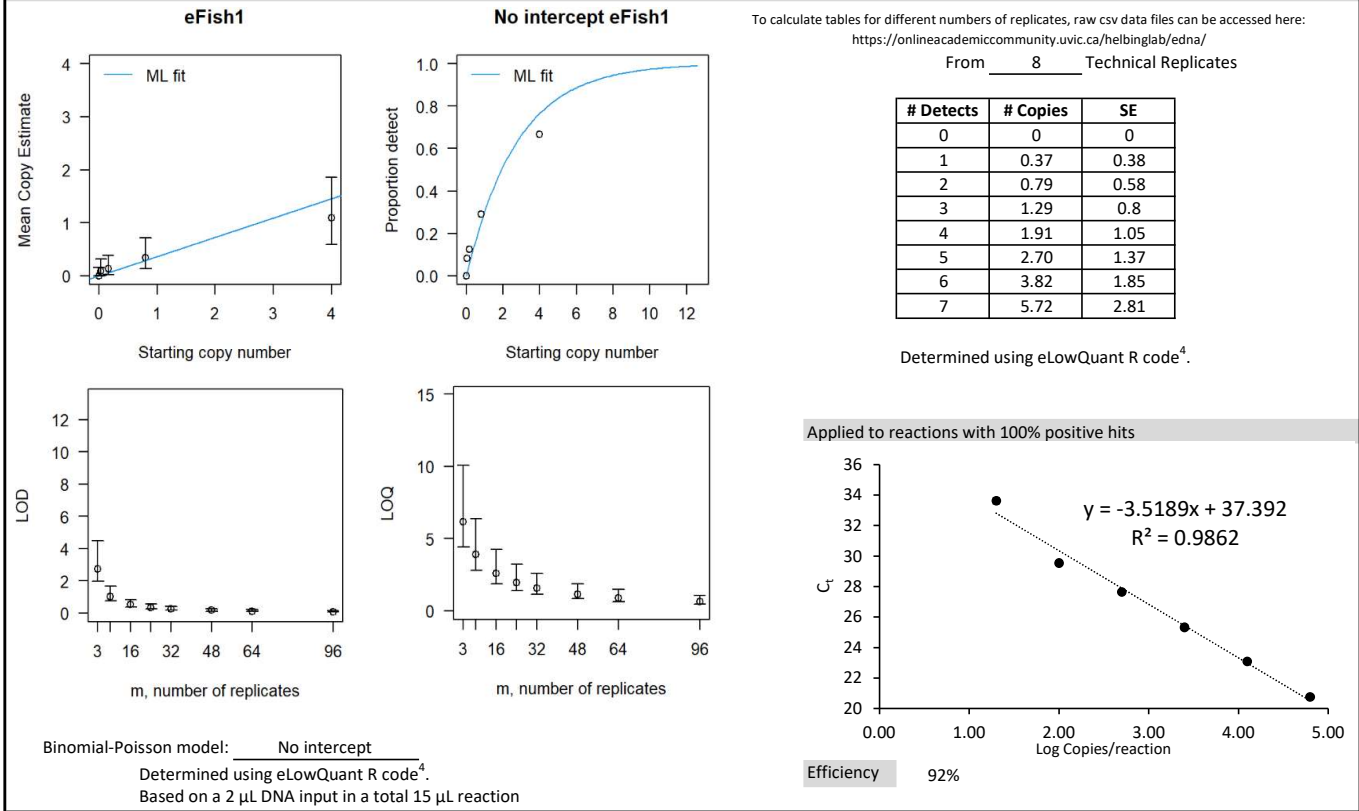 eFish1
ML fit
Mean Copy Estimate
4
3
2
1
0
0 1 2 3 4
Starting copy number
No intercept eFish1
ML fit
Proportion detect
1.0
0.8
0.6
0.4
0.2
0.0
0 2 4 6 8 10 12
Starting copy number
To calculate tables for different numbers of replicates, raw csv data files can be accessed here:
https://onlineacademiccommunity.uvic.ca/helbinglab/edna/
From 8 Technical Replicates
# Detects # Copies SE
0 0 0
1 0.37 0.38
2 0.79 0.58
3 1.29 0.8
4 1.91 1.05
5 2.70 1.37
6 3.82 1.85
7 5.72 2.81
Determined using eLowQuant R code⁴.
LOD
12
10
8
6
4
2
0
3 16 32 48 64 96
m, number of replicates
LOQ
15
10
5
0
3 16 32 48 64 96
m, number of replicates
Applied to reactions with 100% positive hits
Cₜ
36
34
32
30
28
26
24
22
20
y = -3.5189x + 37.392
R² = 0.9862
0.00 1.00 2.00 3.00 4.00 5.00
Log Copies/reaction
Efficiency 92%
Binomial-Poisson model: No intercept
Determined using eLowQuant R code⁴.
Based on a 2 µL DNA input in a total 15 µL reaction